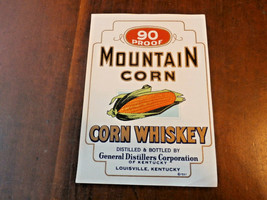 90
PROOF
MOUNTAIN
CORN
CORN WHISKEY
DISTILLED & BOTTLED BY
General Distillers Corporation
OF KENTUCKY
LOUISVILLE, KENTUCKY